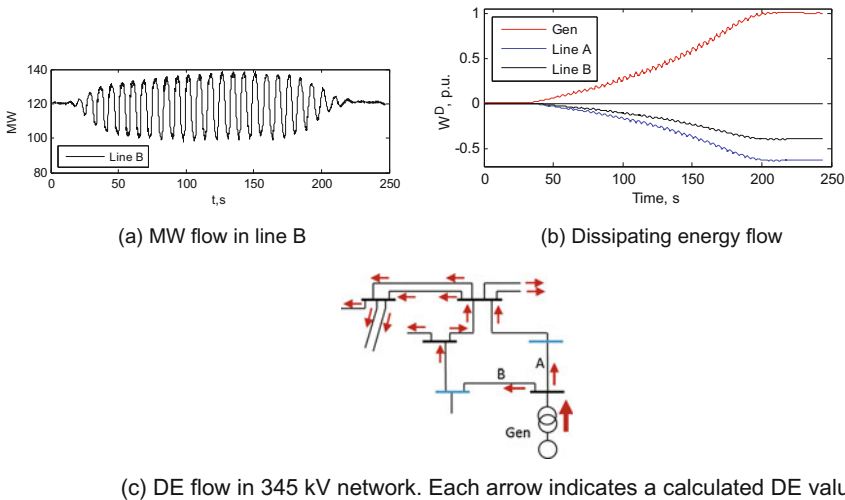 140
120
100
80
MW
Line B
0
50
100
150
200
250
t,s
(a) MW flow in line B
1
0.5
0
-0.5
W^D, p.u.
Gen
Line A
Line B
0
50
100
150
200
250
Time, s
(b) Dissipating energy flow
A
B
Gen
(c) DE flow in 345 kV network. Each arrow indicates a calculated DE valu